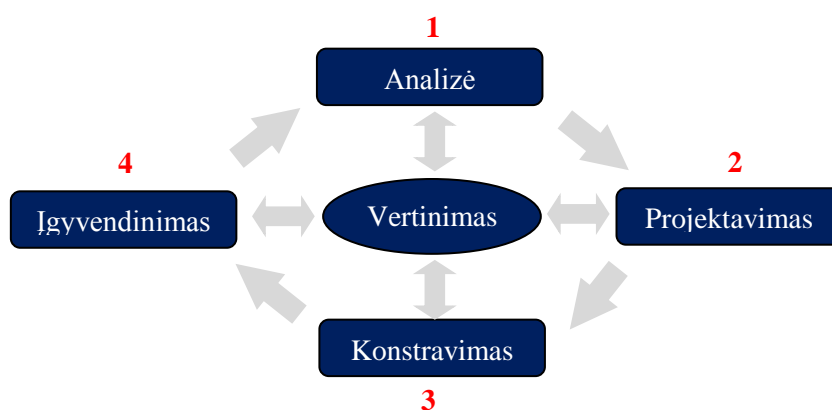 1
Analizė
4
2
Įgyvendinimas
Vertinimas
Projektavimas
Konstravimas
3